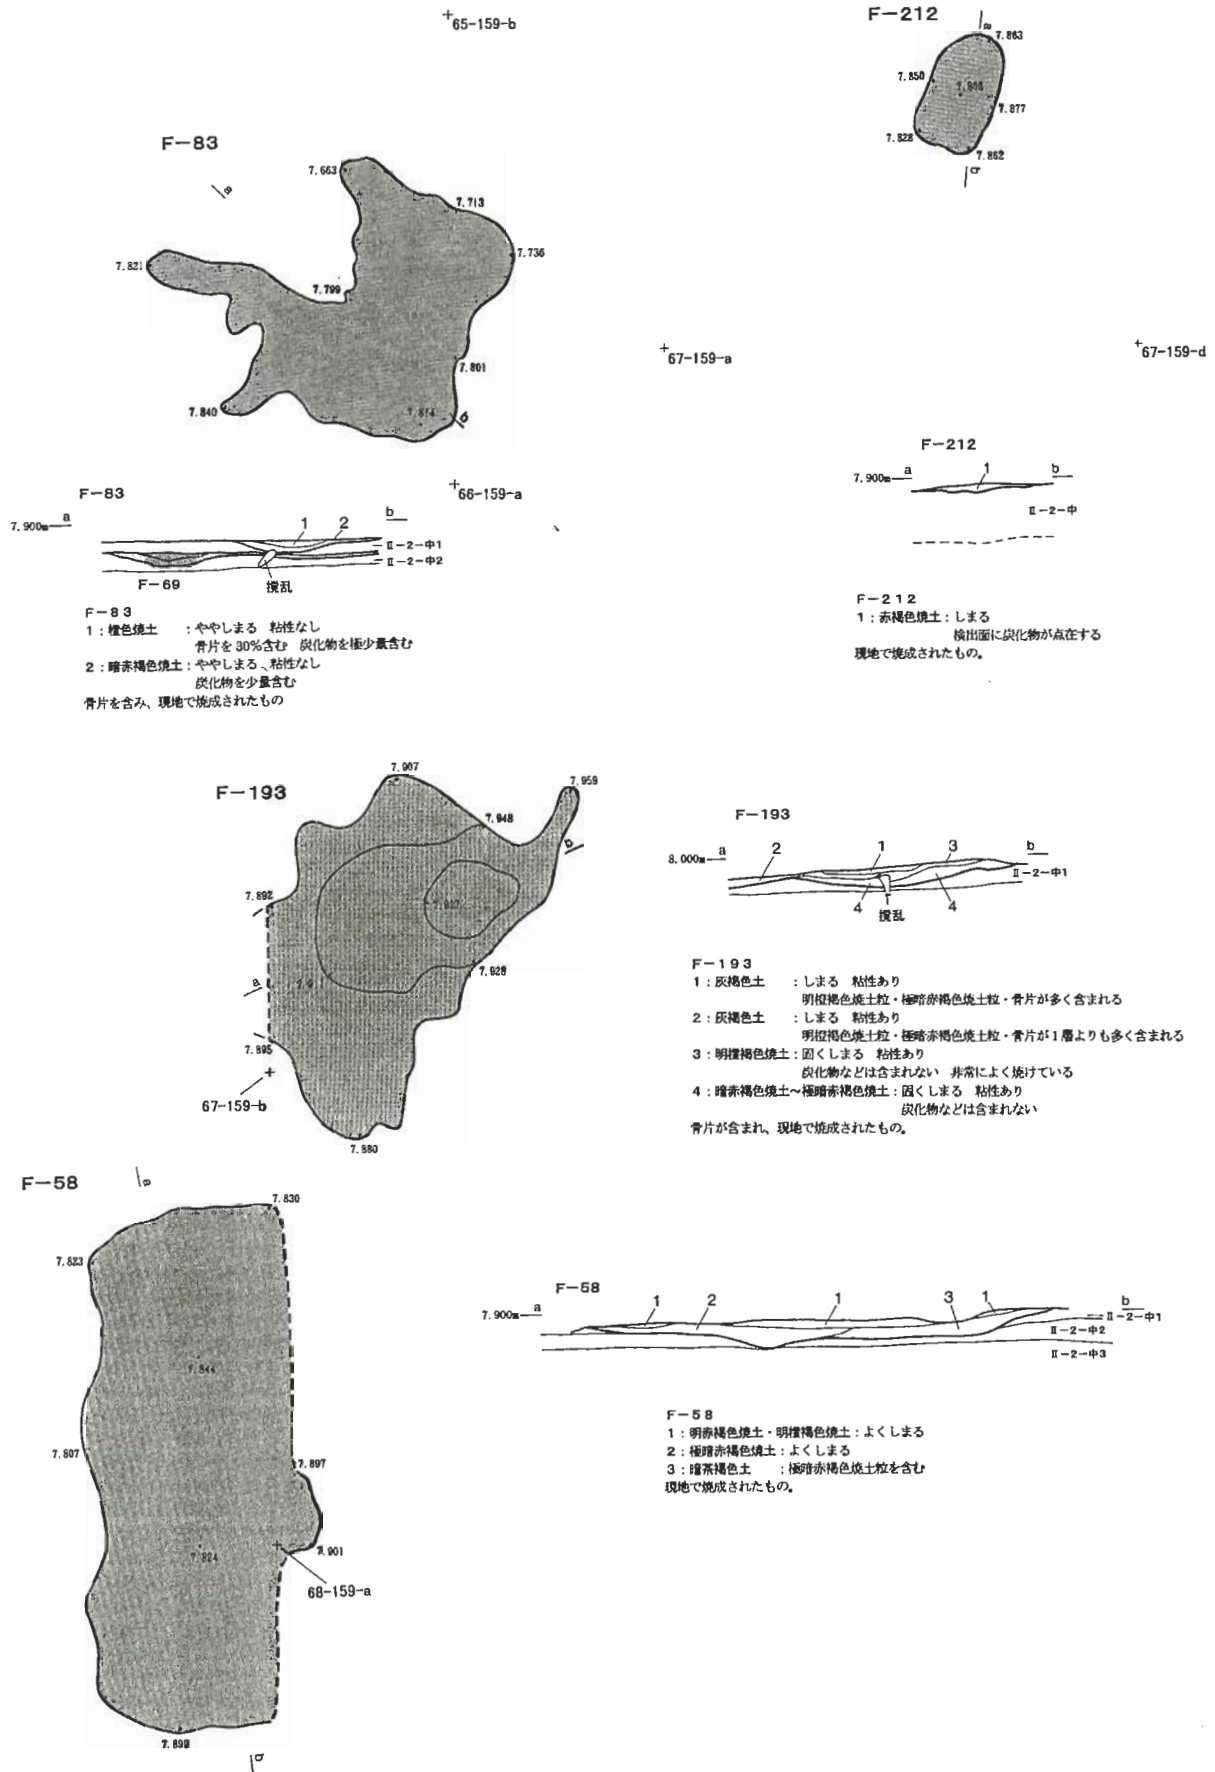 65-159-b
F-212
a
7.863
7.850
7.877
7.828
7.862
b
F-83
a
7.663
7.713
7.736
7.821
7.799
7.801
7.840
b
67-159-a
67-159-d
F-83
66-159-a
7.900m
a
b
1
2
Ⅱ-2-中1
Ⅱ-2-中2
F-69
撹乱
F-83
1:橙色焼土 :ややしまる 粘性なし
骨片を30%含む 炭化物を極少量含む
2:暗赤褐色焼土:ややしまる、粘性なし
炭化物を少量含む
骨片を含み、現地で焼成されたもの
F-212
7.900m
a
1
b
Ⅱ-2-中
F-212
1:赤褐色焼土:しまる
検出面に炭化物が点在する
現地で焼成されたもの。
F-193
7.907
7.959
7.948
b
7.892
7.928
a
7.895
67-159-b
7.880
F-193
8.000m
a
2
1
3
b
Ⅱ-2-中1
4
4
撹乱
F-193
1:灰褐色土 :しまる 粘性あり
明橙褐色焼土粒・極暗赤褐色焼土粒・骨片が多く含まれる
2:灰褐色土 :しまる 粘性あり
明橙褐色焼土粒・極暗赤褐色焼土粒・骨片が1層よりも多く含まれる
3:明橙褐色焼土:固くしまる 粘性あり
炭化物などは含まれない 非常によく焼けている
4:暗赤褐色焼土~極暗赤褐色焼土:固くしまる 粘性あり
炭化物などは含まれない
骨片が含まれ、現地で焼成されたもの。
F-58
a
7.830
7.823
7.844
7.807
7.897
7.824
7.901
68-159-a
b
F-58
7.900m
a
1
2
1
3
1
b
Ⅱ-2-中1
Ⅱ-2-中2
Ⅱ-2-中3
F-58
1:明赤褐色焼土・明橙褐色焼土:よくしまる
2:極暗赤褐色焼土:よくしまる
3:暗茶褐色土 :極暗赤褐色焼土粒を含む
現地で焼成されたもの。